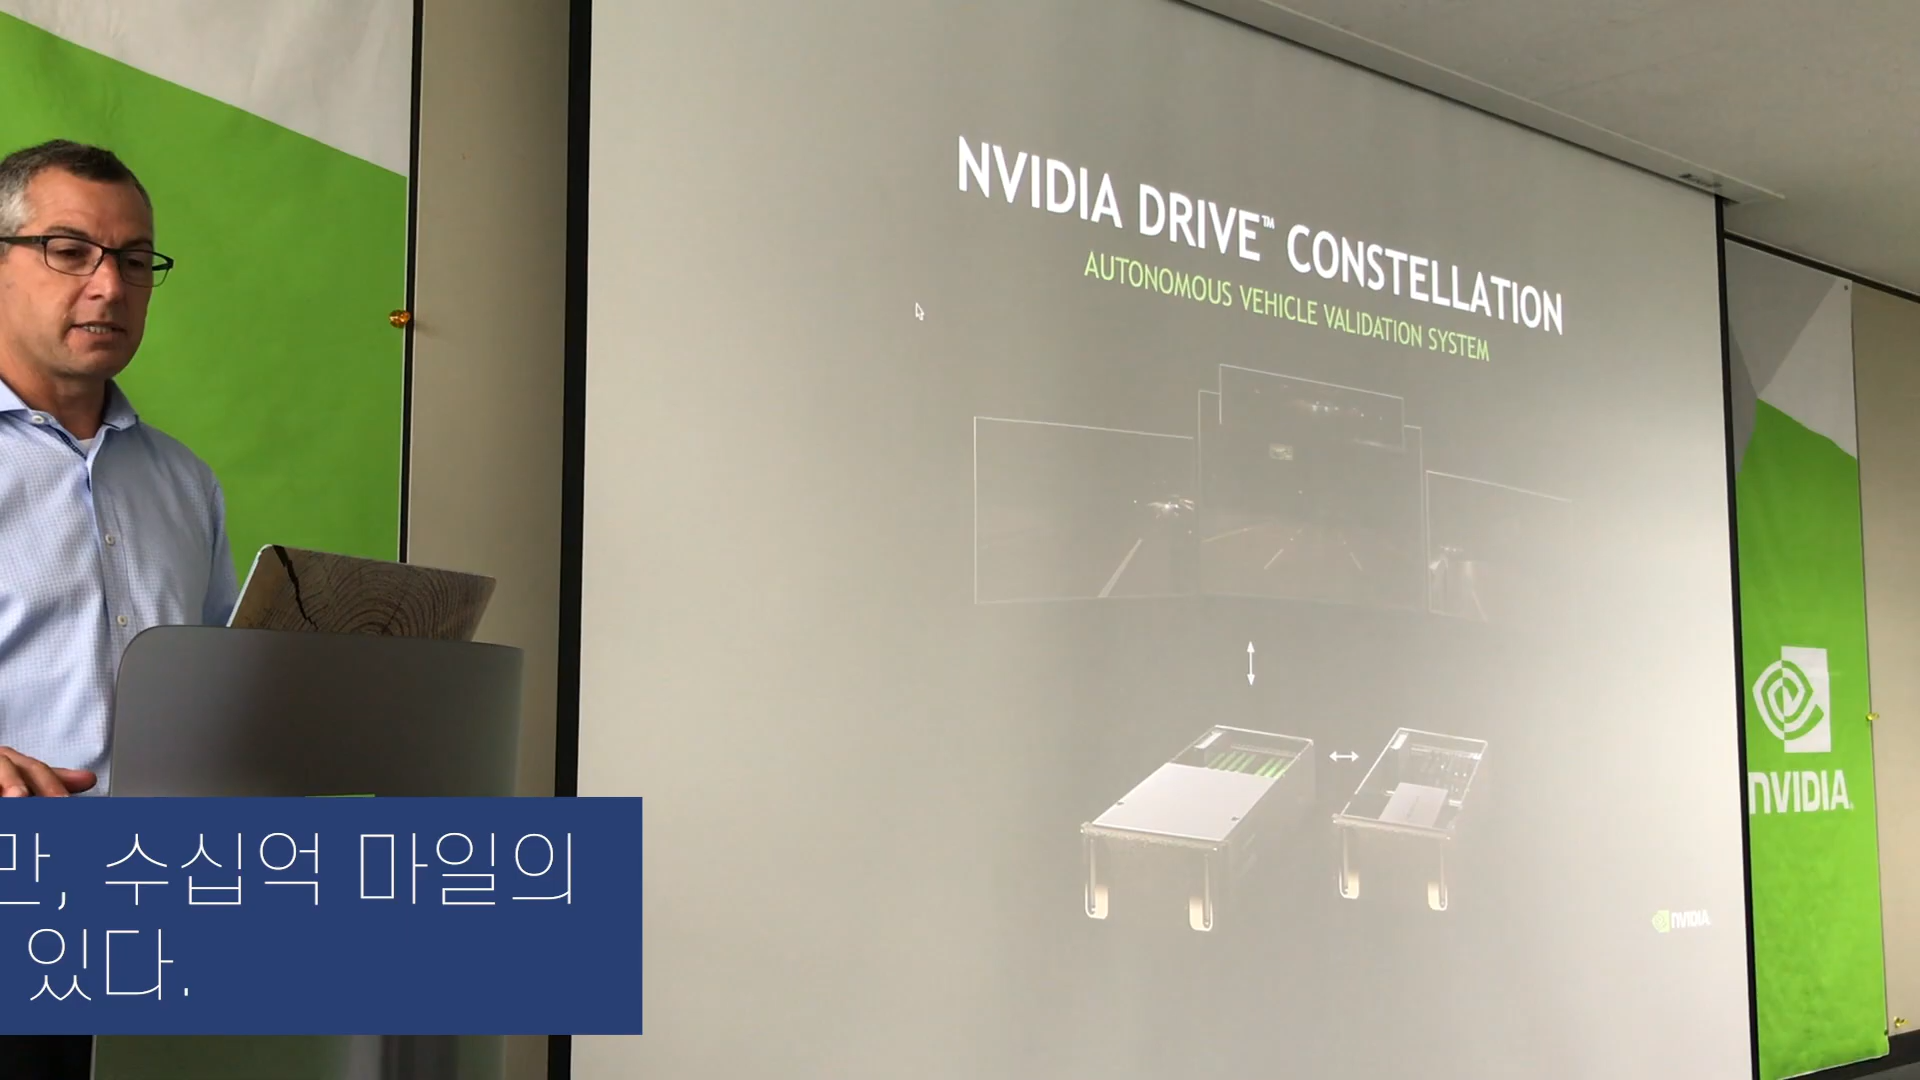 NVIDIA DRIVE™ CONSTELLATION
AUTONOMOUS VEHICLE VALIDATION SYSTEM
NVIDIA
NVIDIA
만, 수십억 마일의
있다.